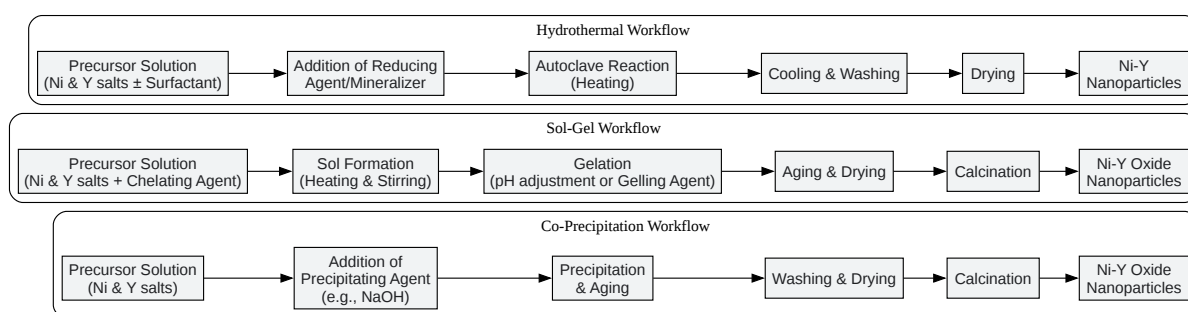 Hydrothermal Workflow
Precursor Solution
(Ni & Y salts ± Surfactant)
Addition of Reducing
Agent/Mineralizer
Autoclave Reaction
(Heating)
Cooling & Washing
Drying
Ni-Y
Nanoparticles
Sol-Gel Workflow
Precursor Solution
(Ni & Y salts + Chelating Agent)
Sol Formation
(Heating & Stirring)
Gelation
(pH adjustment or Gelling Agent)
Aging & Drying
Calcination
Ni-Y Oxide
Nanoparticles
Co-Precipitation Workflow
Precursor Solution
(Ni & Y salts)
Addition of
Precipitating Agent
(e.g., NaOH)
Precipitation
& Aging
Washing & Drying
Calcination
Ni-Y Oxide
Nanoparticles